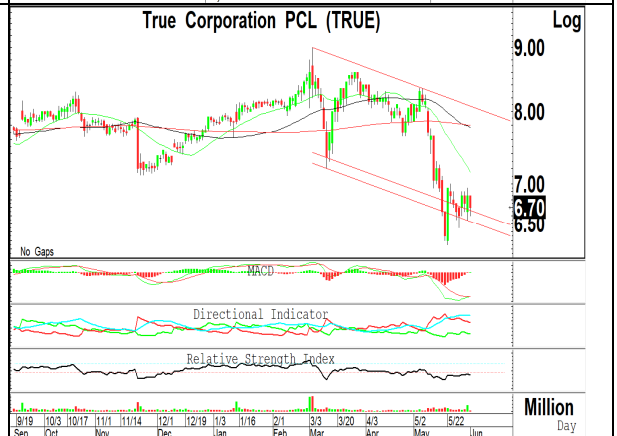 True Corporation PCL (TRUE)
Log
9.00
8.00
7.00
6.70
6.50
No Gaps
MACD
Directional Indicator
Relative Strength Index
Million
9/19 10/3 10/17 11/1 11/14 12/1 12/19 1/3 1/16 2/1 3/3 3/20 4/3 5/2 5/22
Day
Sep Oct Nov Dec Jan Feb Mar Apr May Jun